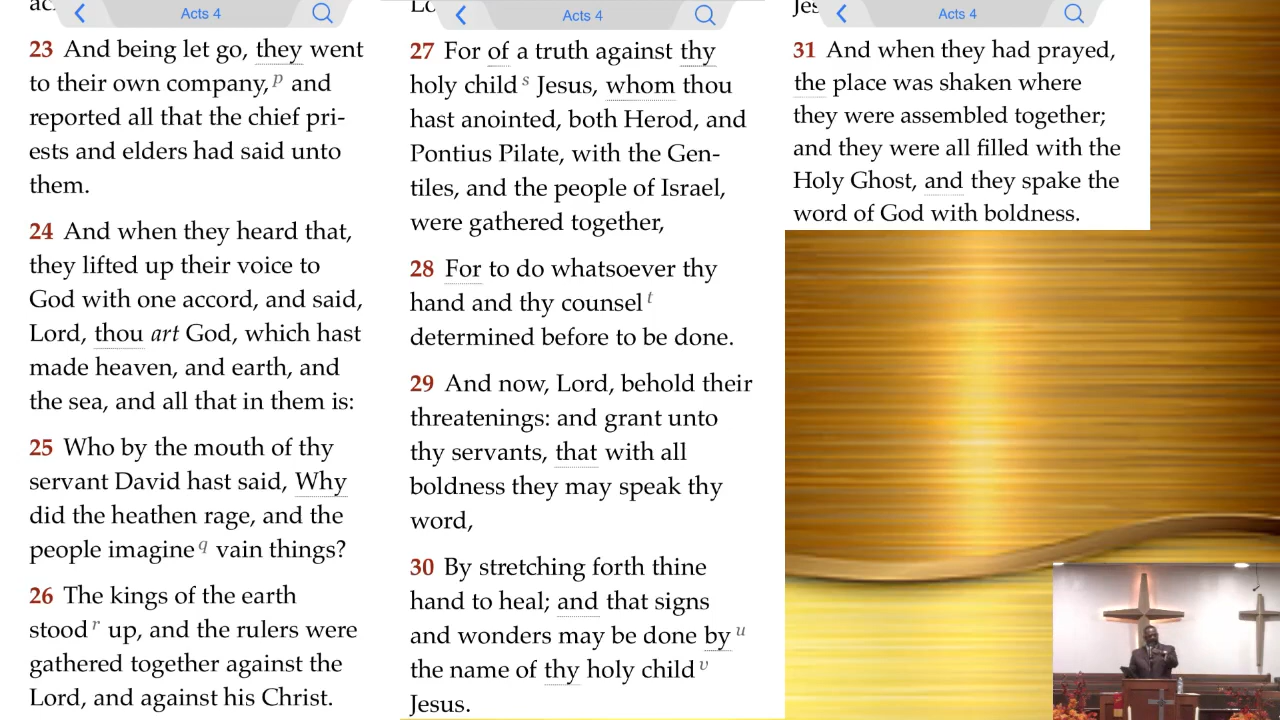 ac
Acts 4
23 And being let go, they went
to their own company,p and
reported all that the chief pri-
ests and elders had said unto
them.
24 And when they heard that,
they lifted up their voice to
God with one accord, and said,
Lord, thou art God, which hast
made heaven, and earth, and
the sea, and all that in them is:
25 Who by the mouth of thy
servant David hast said, Why
did the heathen rage, and the
people imagineq vain things?
26 The kings of the earth
stoodr up, and the rulers were
gathered together against the
Lord, and against his Christ.
Lo
Acts 4
27 For of a truth against thy
holy childs Jesus, whom thou
hast anointed, both Herod, and
Pontius Pilate, with the Gen-
tiles, and the people of Israel,
were gathered together,
28 For to do whatsoever thy
hand and thy counselt
determined before to be done.
29 And now, Lord, behold their
threatenings: and grant unto
thy servants, that with all
boldness they may speak thy
word,
30 By stretching forth thine
hand to heal; and that signs
and wonders may be done byu
the name of thy holy childv
Jesus.
Jes
Acts 4
31 And when they had prayed,
the place was shaken where
they were assembled together;
and they were all filled with the
Holy Ghost, and they spake the
word of God with boldness.